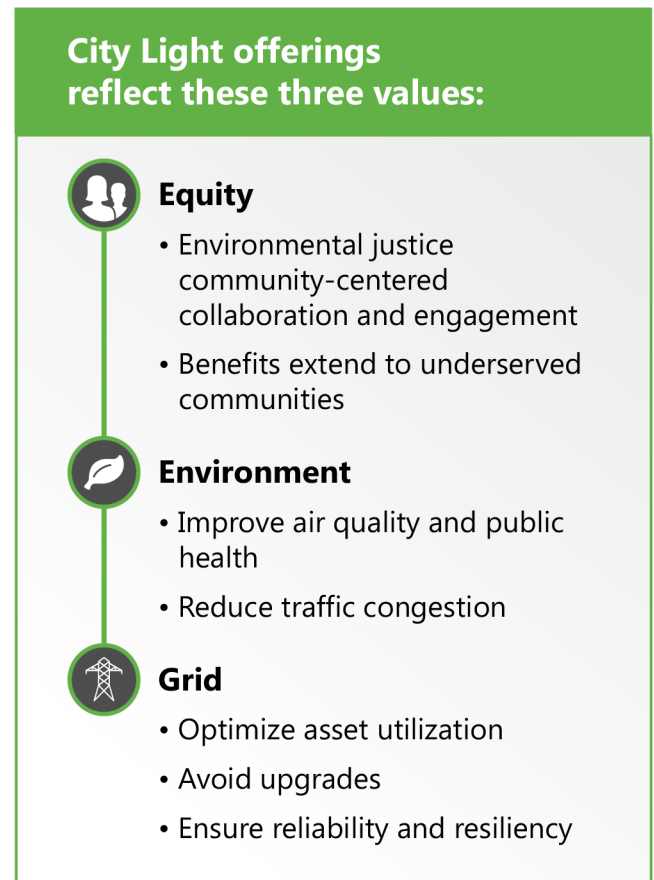 City Light offerings
reflect these three values:
Equity
• Environmental justice
community-centered
collaboration and engagement
• Benefits extend to underserved
communities
Environment
• Improve air quality and public
health
• Reduce traffic congestion
Grid
• Optimize asset utilization
• Avoid upgrades
• Ensure reliability and resiliency